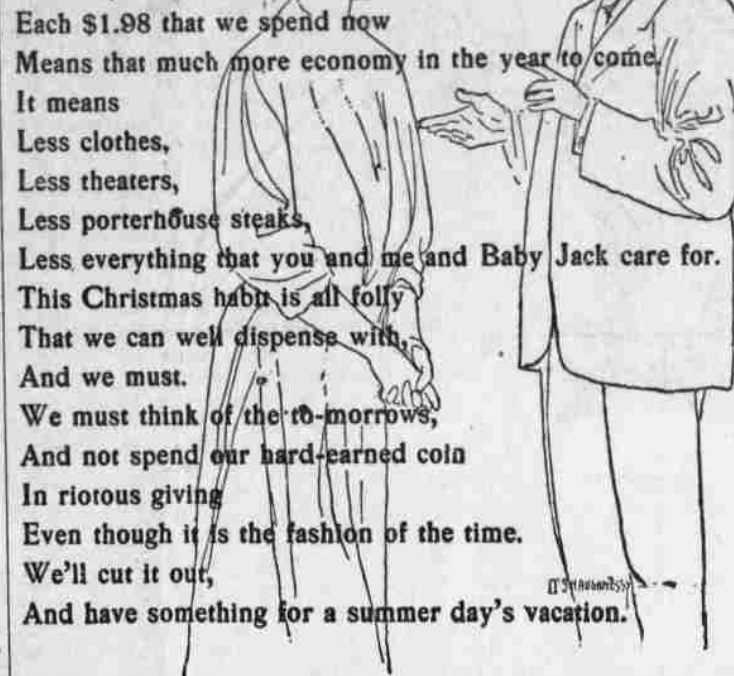 Each $1.98 that we spend now
Means that much more economy in the year to come.
It means
Less clothes,
Less theaters,
Less porterhouse steaks,
Less everything that you and me and Baby Jack care for.
This Christmas habit is all folly
That we can well dispense with,
And we must.
We must think of the to-morrows,
And not spend our hard-earned coin
In riotous giving
Even though it is the fashion of the time.
We'll cut it out,
And have something for a summer day's vacation.